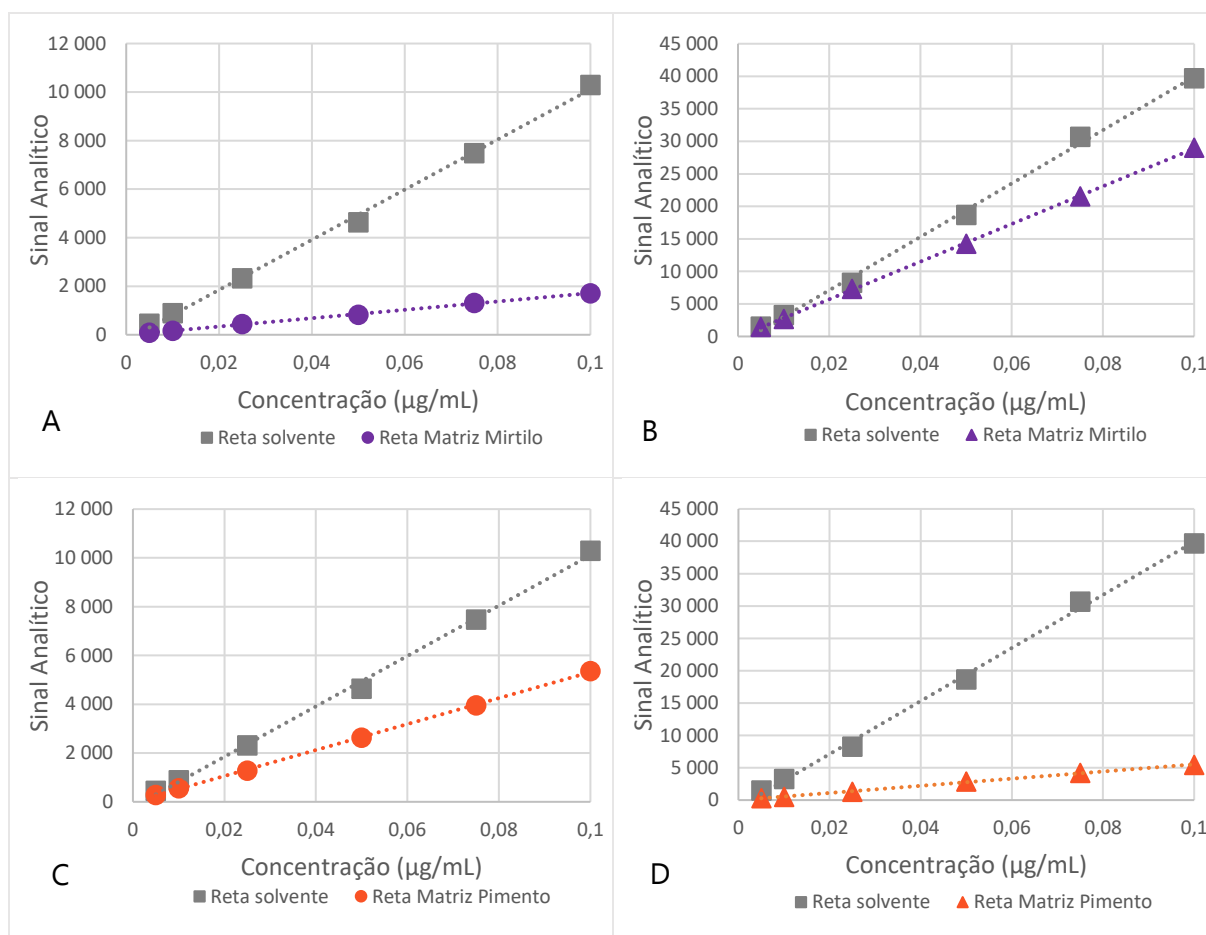 12 000
10 000
8 000
6 000
4 000
2 000
0
Sinal Analítico
0 0,02 0,04 0,06 0,08 0,1
Concentração (µg/mL)
A
Reta solvente Reta Matriz Mirtilo
45 000
40 000
35 000
30 000
25 000
20 000
15 000
10 000
5 000
0
Sinal Analítico
0 0,02 0,04 0,06 0,08 0,1
Concentração (µg/mL)
B
Reta solvente Reta Matriz Mirtilo
12 000
10 000
8 000
6 000
4 000
2 000
0
Sinal Analítico
0 0,02 0,04 0,06 0,08 0,1
Concentração (µg/mL)
C
Reta solvente Reta Matriz Pimento
45 000
40 000
35 000
30 000
25 000
20 000
15 000
10 000
5 000
0
Sinal Analítico
0 0,02 0,04 0,06 0,08 0,1
Concentração (µg/mL)
D
Reta solvente Reta Matriz Pimento